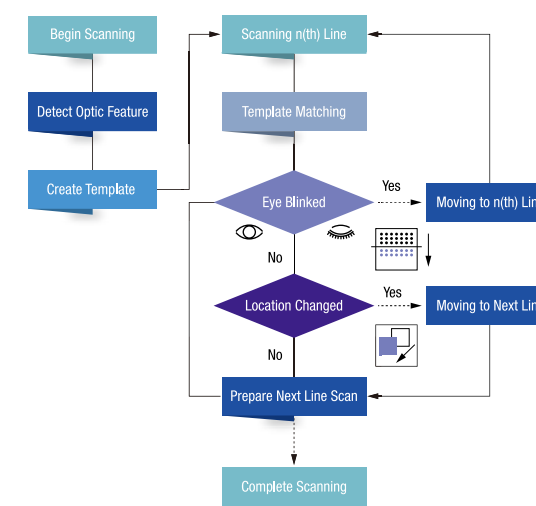 Begin Scanning
Scanning n(th) Line
Detect Optic Feature
Template Matching
Create Template
Eye Blinked
Yes
Moving to n(th) Lin
No
Location Changed
Yes
Moving to Next Lin
No
Prepare Next Line Scan
Complete Scanning